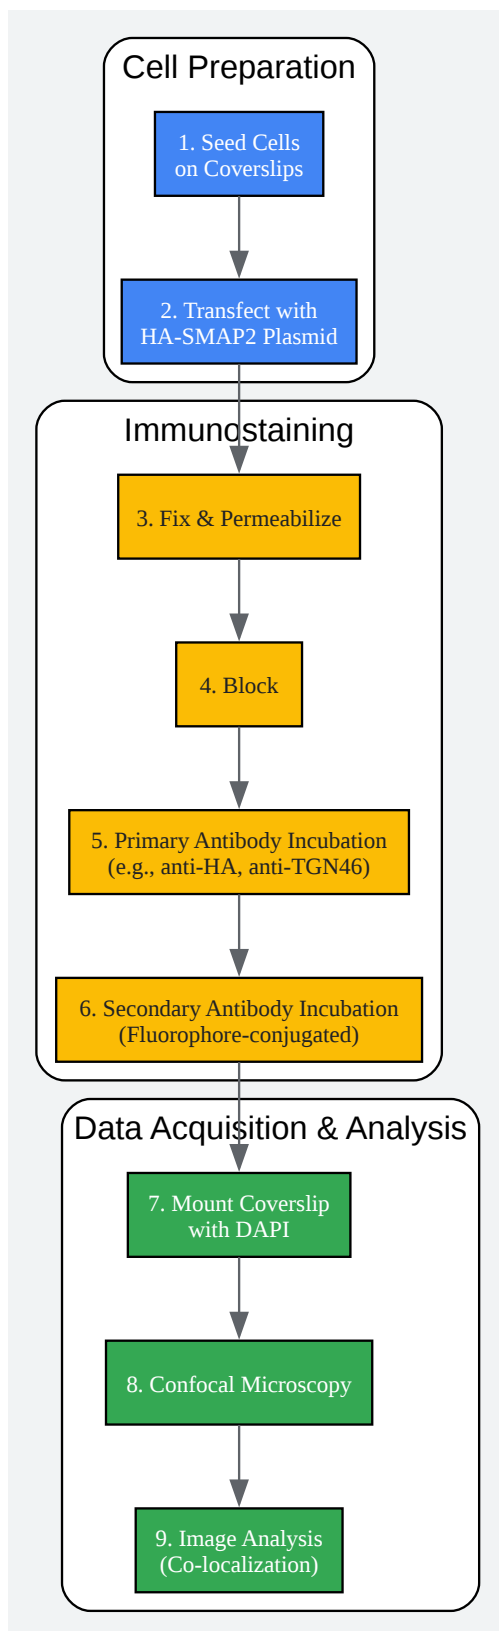 Cell Preparation
1. Seed Cells
on Coverslips
2. Transfect with
HA-SMAP2 Plasmid
Immunostaining
3. Fix & Permeabilize
4. Block
5. Primary Antibody Incubation
(e.g., anti-HA, anti-TGN46)
6. Secondary Antibody Incubation
(Fluorophore-conjugated)
Data Acquisition & Analysis
7. Mount Coverslip
with DAPI
8. Confocal Microscopy
9. Image Analysis
(Co-localization)